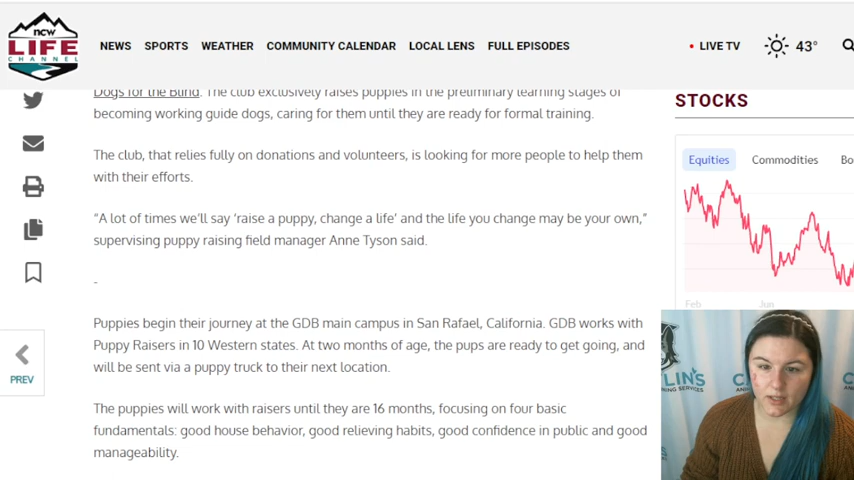 ncw
LIFE
CHANNEL
NEWS SPORTS WEATHER COMMUNITY CALENDAR LOCAL LENS FULL EPISODES
LIVE TV 43°
Dogs for the Blind. The club exclusively raises puppies in the preliminary learning stages of
becoming working guide dogs, caring for them until they are ready for formal training.
The club, that relies fully on donations and volunteers, is looking for more people to help them
with their efforts.
“A lot of times we’ll say ‘raise a puppy, change a life’ and the life you change may be your own,”
supervising puppy raising field manager Anne Tyson said.
-
Puppies begin their journey at the GDB main campus in San Rafael, California. GDB works with
Puppy Raisers in 10 Western states. At two months of age, the pups are ready to get going, and
will be sent via a puppy truck to their next location.
The puppies will work with raisers until they are 16 months, focusing on four basic
fundamentals: good house behavior, good relieving habits, good confidence in public and good
manageability.
PREV
STOCKS
Equities Commodities Bo
Feb Jun